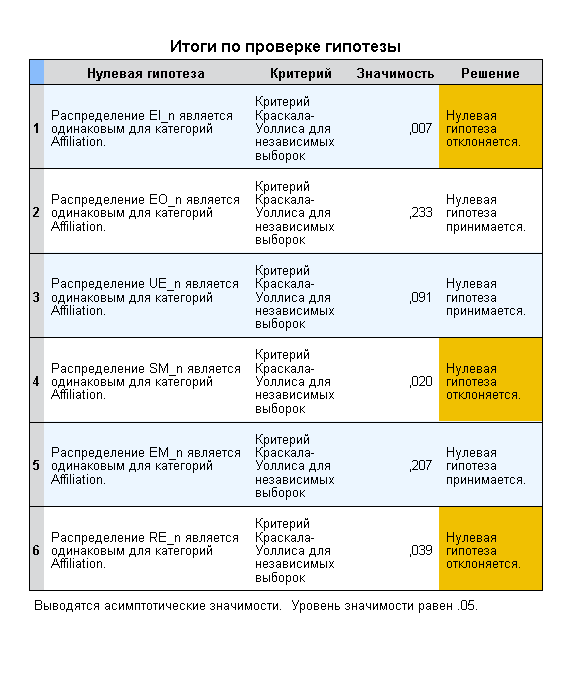 Итоги по проверке гипотезы
Нулевая гипотеза Критерий Значимость Решение
1
Распределение EI_n является
одинаковым для категорий
Affiliation.
Критерий
Краскала-
Уоллиса для
независимых
выборок
,007
Нулевая
гипотеза
отклоняется.
2
Распределение EO_n является
одинаковым для категорий
Affiliation.
Критерий
Краскала-
Уоллиса для
независимых
выборок
,233
Нулевая
гипотеза
принимается.
3
Распределение UE_n является
одинаковым для категорий
Affiliation.
Критерий
Краскала-
Уоллиса для
независимых
выборок
,091
Нулевая
гипотеза
принимается.
4
Распределение SM_n является
одинаковым для категорий
Affiliation.
Критерий
Краскала-
Уоллиса для
независимых
выборок
,020
Нулевая
гипотеза
отклоняется.
5
Распределение EM_n является
одинаковым для категорий
Affiliation.
Критерий
Краскала-
Уоллиса для
независимых
выборок
,207
Нулевая
гипотеза
принимается.
6
Распределение RE_n является
одинаковым для категорий
Affiliation.
Критерий
Краскала-
Уоллиса для
независимых
выборок
,039
Нулевая
гипотеза
отклоняется.
Выводятся асимптотические значимости. Уровень значимости равен .05.